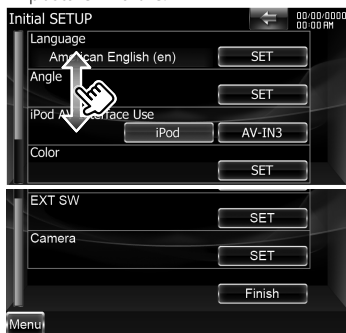 Initial SETUP
00/00/0000
00:00 AM
Language
American English (en) SET
Angle
SET
iPod AV Interface Use
iPod AV-IN3
Color
SET
EXT SW
SET
Camera
SET
Finish
Menu